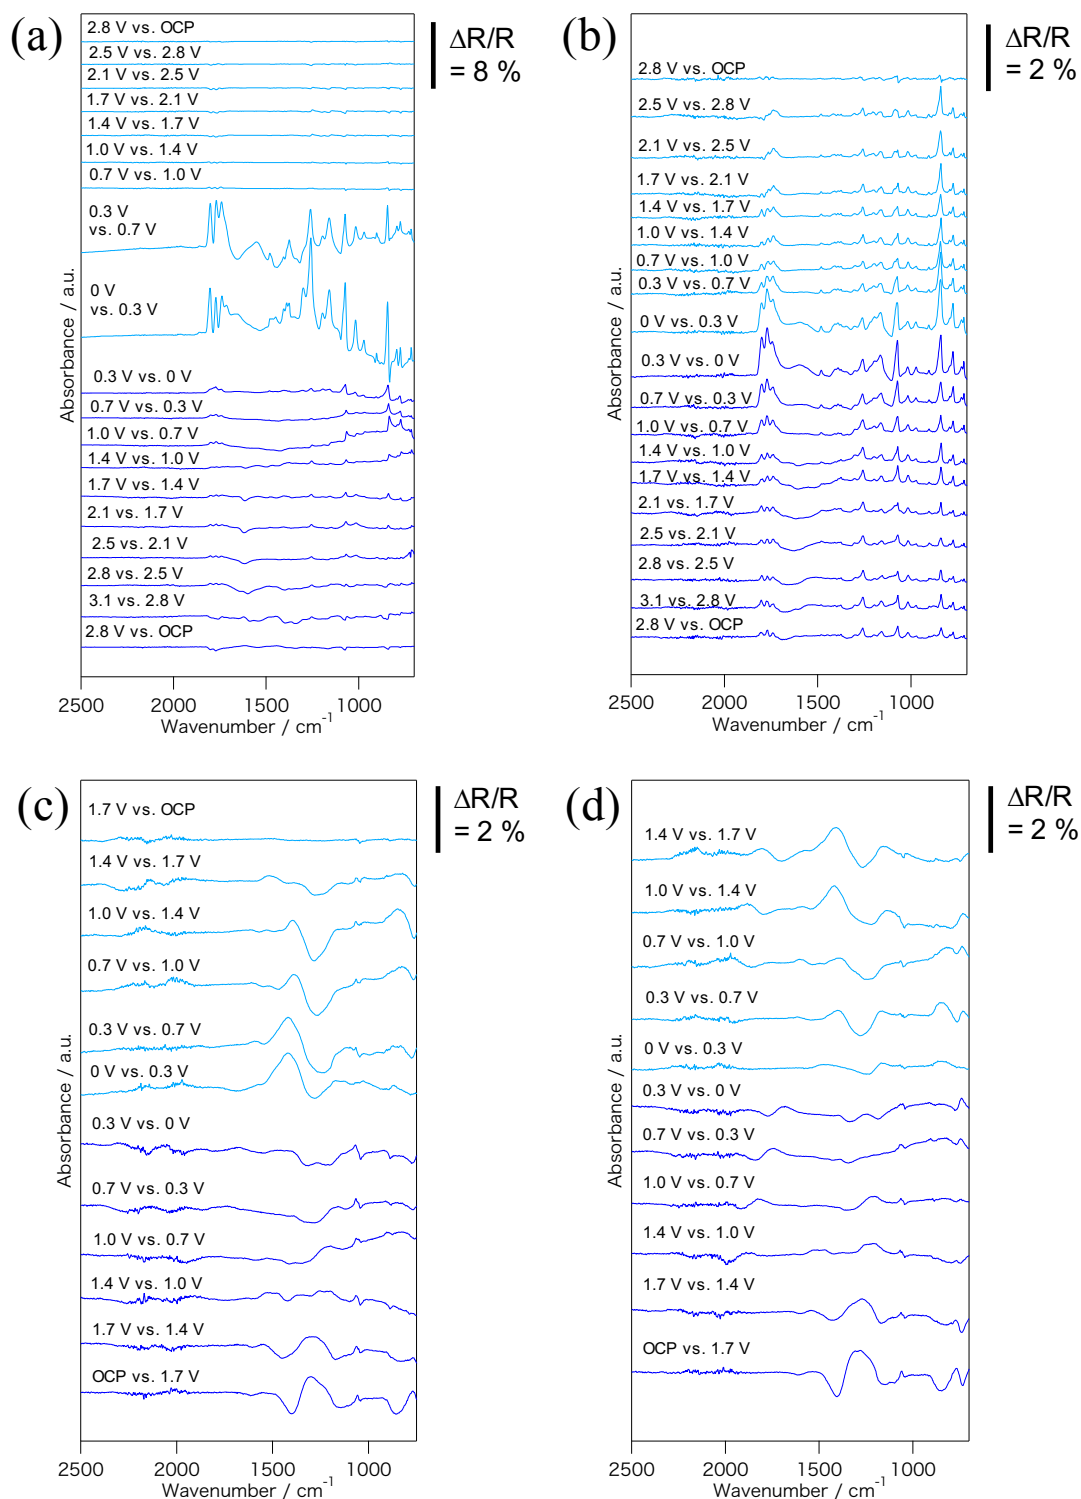 (a)
2.8 V vs. OCP
2.5 V vs. 2.8 V
2.1 V vs. 2.5 V
1.7 V vs. 2.1 V
1.4 V vs. 1.7 V
1.0 V vs. 1.4 V
0.7 V vs. 1.0 V
0.3 V
vs. 0.7 V
0 V
vs. 0.3 V
0.3 V vs. 0 V
0.7 V vs. 0.3 V
1.0 V vs. 0.7 V
1.4 V vs. 1.0 V
1.7 V vs. 1.4 V
2.1 vs. 1.7 V
2.5 vs. 2.1 V
2.8 vs. 2.5 V
3.1 vs. 2.8 V
2.8 V vs. OCP
Absorbance / a.u.
2500 2000 1500 1000
Wavenumber / cm⁻¹
ΔR/R
= 8 %
(b)
2.8 V vs. OCP
2.5 V vs. 2.8 V
2.1 V vs. 2.5 V
1.7 V vs. 2.1 V
1.4 V vs. 1.7 V
1.0 V vs. 1.4 V
0.7 V vs. 1.0 V
0.3 V vs. 0.7 V
0 V vs. 0.3 V
0.3 V vs. 0 V
0.7 V vs. 0.3 V
1.0 V vs. 0.7 V
1.4 V vs. 1.0 V
1.7 V vs. 1.4 V
2.1 vs. 1.7 V
2.5 vs. 2.1 V
2.8 vs. 2.5 V
3.1 vs. 2.8 V
2.8 V vs. OCP
Absorbance / a.u.
2500 2000 1500 1000
Wavenumber / cm⁻¹
ΔR/R
= 2 %
(c)
1.7 V vs. OCP
1.4 V vs. 1.7 V
1.0 V vs. 1.4 V
0.7 V vs. 1.0 V
0.3 V vs. 0.7 V
0 V vs. 0.3 V
0.3 V vs. 0 V
0.7 V vs. 0.3 V
1.0 V vs. 0.7 V
1.4 V vs. 1.0 V
1.7 V vs. 1.4 V
OCP vs. 1.7 V
Absorbance / a.u.
2500 2000 1500 1000
Wavenumber / cm⁻¹
ΔR/R
= 2 %
(d)
1.4 V vs. 1.7 V
1.0 V vs. 1.4 V
0.7 V vs. 1.0 V
0.3 V vs. 0.7 V
0 V vs. 0.3 V
0.3 V vs. 0 V
0.7 V vs. 0.3 V
1.0 V vs. 0.7 V
1.4 V vs. 1.0 V
1.7 V vs. 1.4 V
OCP vs. 1.7 V
Absorbance / a.u.
2500 2000 1500 1000
Wavenumber / cm⁻¹
ΔR/R
= 2 %